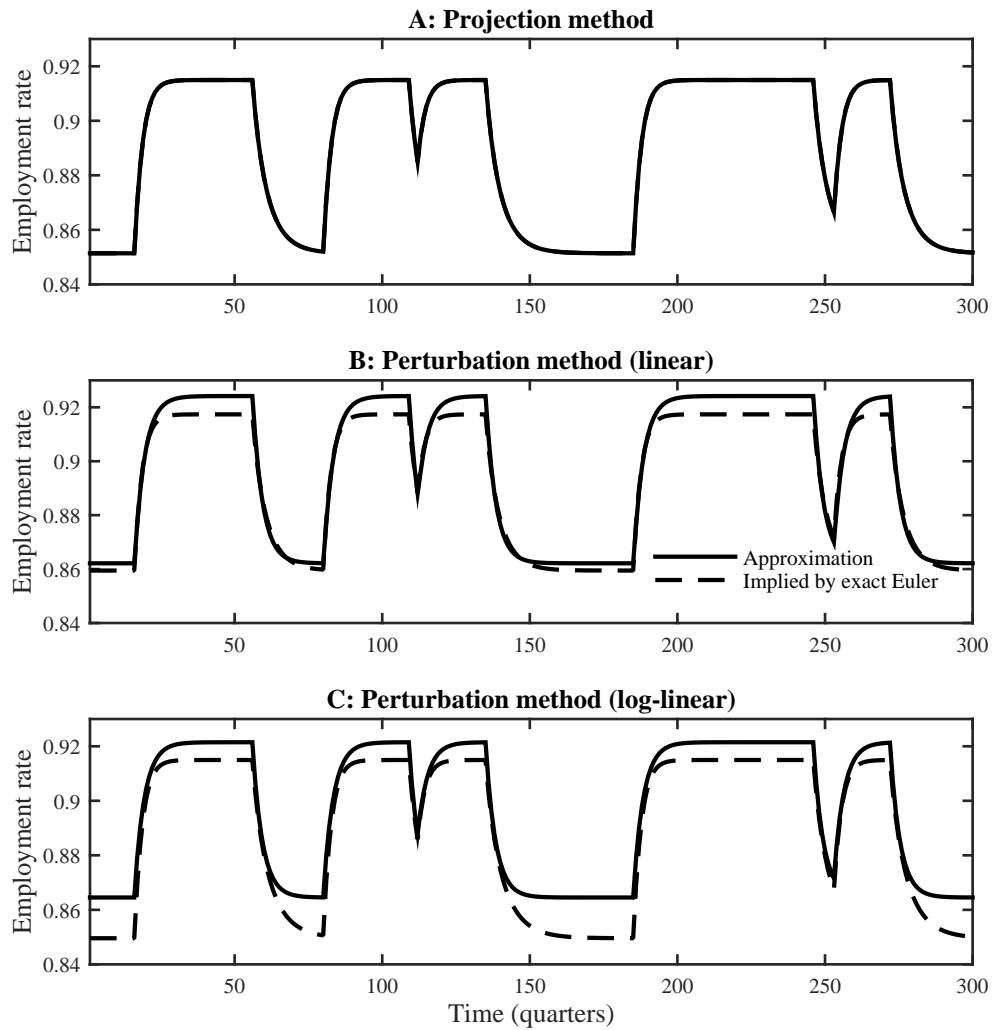 A: Projection method
Employment rate
0.92
0.9
0.88
0.86
0.84
50 100 150 200 250 300
B: Perturbation method (linear)
Employment rate
0.92
0.9
0.88
0.86
0.84
Approximation
Implied by exact Euler
50 100 150 200 250 300
C: Perturbation method (log-linear)
Employment rate
0.92
0.9
0.88
0.86
0.84
50 100 150 200 250 300
Time (quarters)